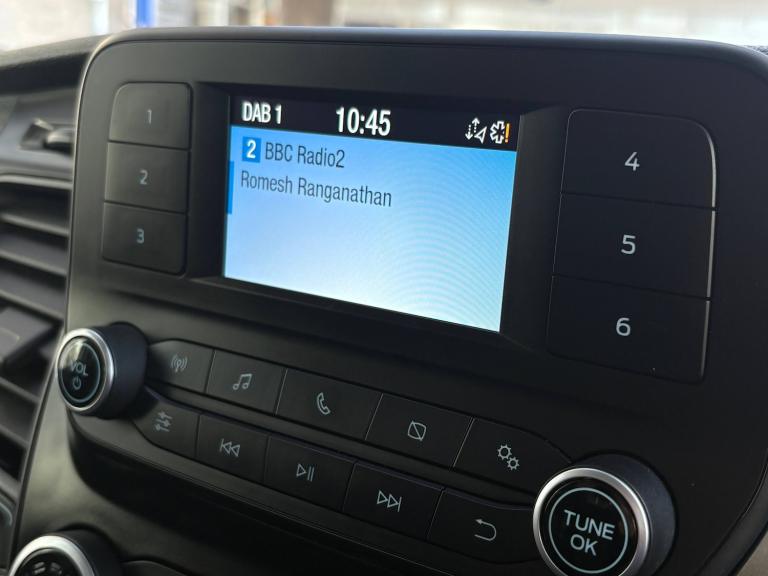 DAB 1 10:45
2 BBC Radio2
Romesh Ranganathan
1
2
3
4
5
6
VOL
TUNE
OK